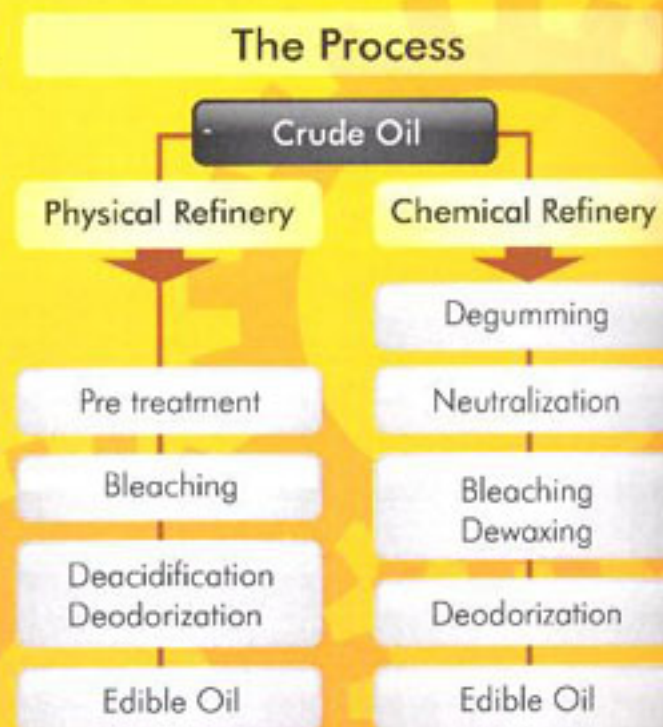 The Process
Crude Oil
Physical Refinery
Pre treatment
Bleaching
Deacidification
Deodorization
Edible Oil
Chemical Refinery
Degumming
Neutralization
Bleaching
Dewaxing
Deodorization
Edible Oil